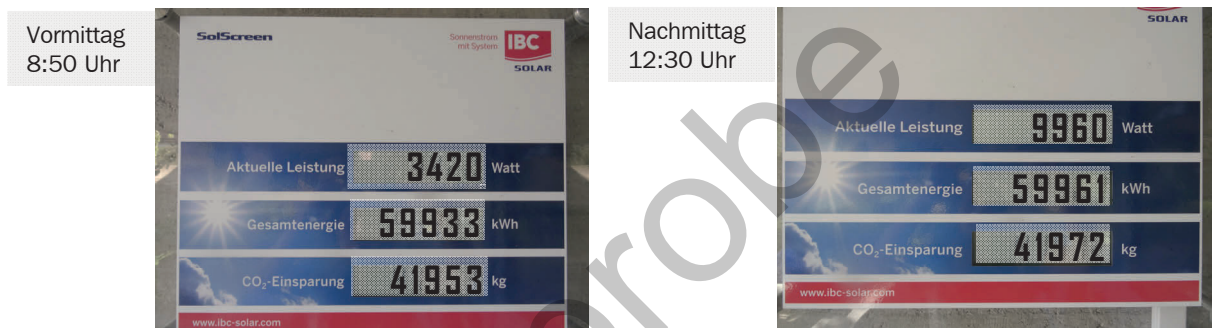 Vormittag
8:50 Uhr
SolScreen
Sonnenstrom
mit System
IBC
SOLAR
Aktuelle Leistung 3420 Watt
Gesamtenergie 59933 kWh
CO₂-Einsparung 41953 kg
www.ibc-solar.com
Nachmittag
12:30 Uhr
SOLAR
Aktuelle Leistung 9960 Watt
Gesamtenergie 59961 kWh
CO₂-Einsparung 41972 kg
www.ibc-solar.com
robe